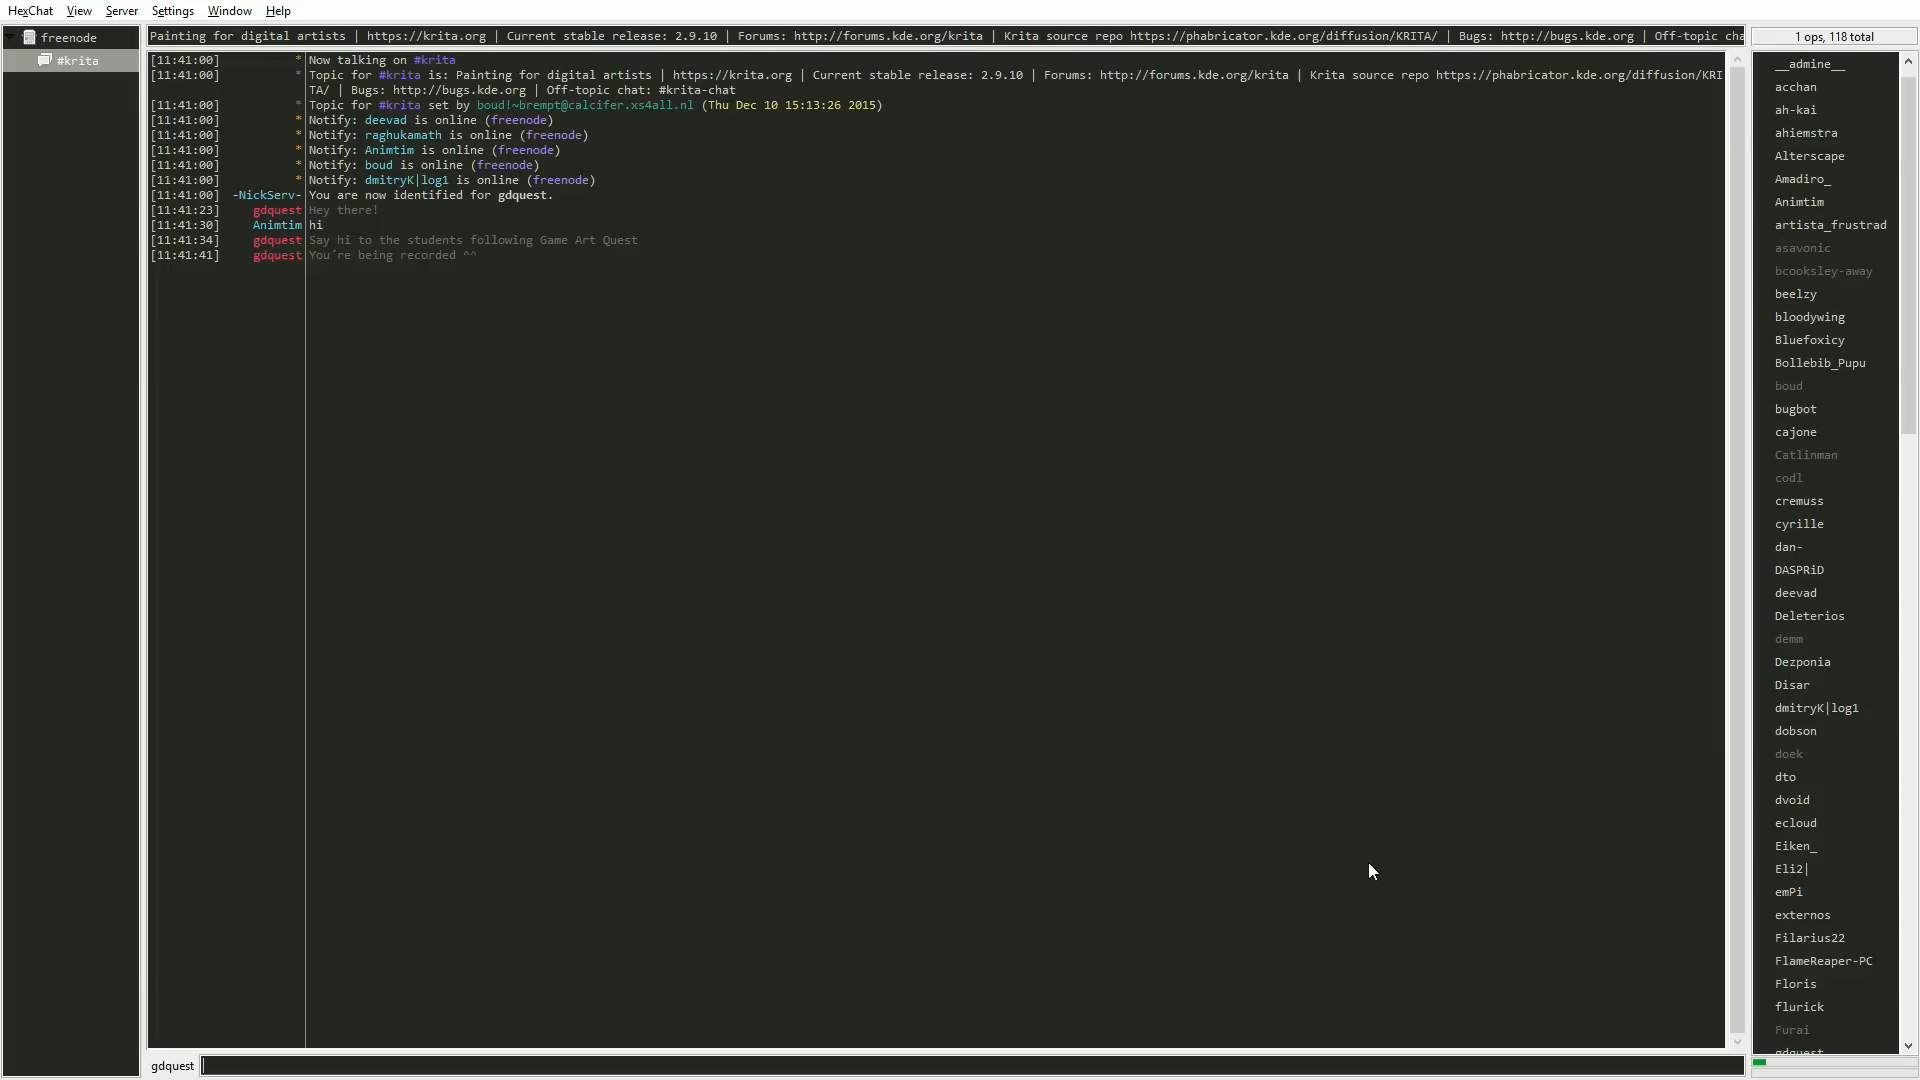 HexChat View Server Settings Window Help
freenode
#krita
Painting for digital artists | https://krita.org | Current stable release: 2.9.10 | Forums: http://forums.kde.org/krita | Krita source repo https://phabricator.kde.org/diffusion/KRITA/ | Bugs: http://bugs.kde.org | Off-topic cha
[11:41:00] * Now talking on #krita
[11:41:00] * Topic for #krita is: Painting for digital artists | https://krita.org | Current stable release: 2.9.10 | Forums: http://forums.kde.org/krita | Krita source repo https://phabricator.kde.org/diffusion/KRI
TA/ | Bugs: http://bugs.kde.org | Off-topic chat: #krita-chat
[11:41:00] * Topic for #krita set by boud!~brempt@calcifer.xs4all.nl (Thu Dec 10 15:13:26 2015)
[11:41:00] * Notify: deevad is online (freenode)
[11:41:00] * Notify: raghukamath is online (freenode)
[11:41:00] * Notify: Animtim is online (freenode)
[11:41:00] * Notify: boud is online (freenode)
[11:41:00] * Notify: dmitryK|log1 is online (freenode)
[11:41:00] -NickServ- You are now identified for gdquest.
[11:41:23] gdquest Hey there!
[11:41:30] Animtim hi
[11:41:34] gdquest Say hi to the students following Game Art Quest
[11:41:41] gdquest You´re being recorded ^^
gdquest
1 ops, 118 total
__admine__
acchan
ah-kai
ahiemstra
Alterscape
Amadiro_
Animtim
artista_frustrad
asavonic
bcooksley-away
beelzy
bloodywing
Bluefoxicy
Bollebib_Pupu
boud
bugbot
cajone
Catlinman
codl
cremuss
cyrille
dan-
DASPRiD
deevad
Deleterios
demm
Dezponia
Disar
dmitryK|log1
dobson
doek
dto
dvoid
ecloud
Eiken_
Eli2|
emPi
externos
Filarius22
FlameReaper-PC
Floris
flurick
Furai
gdquest